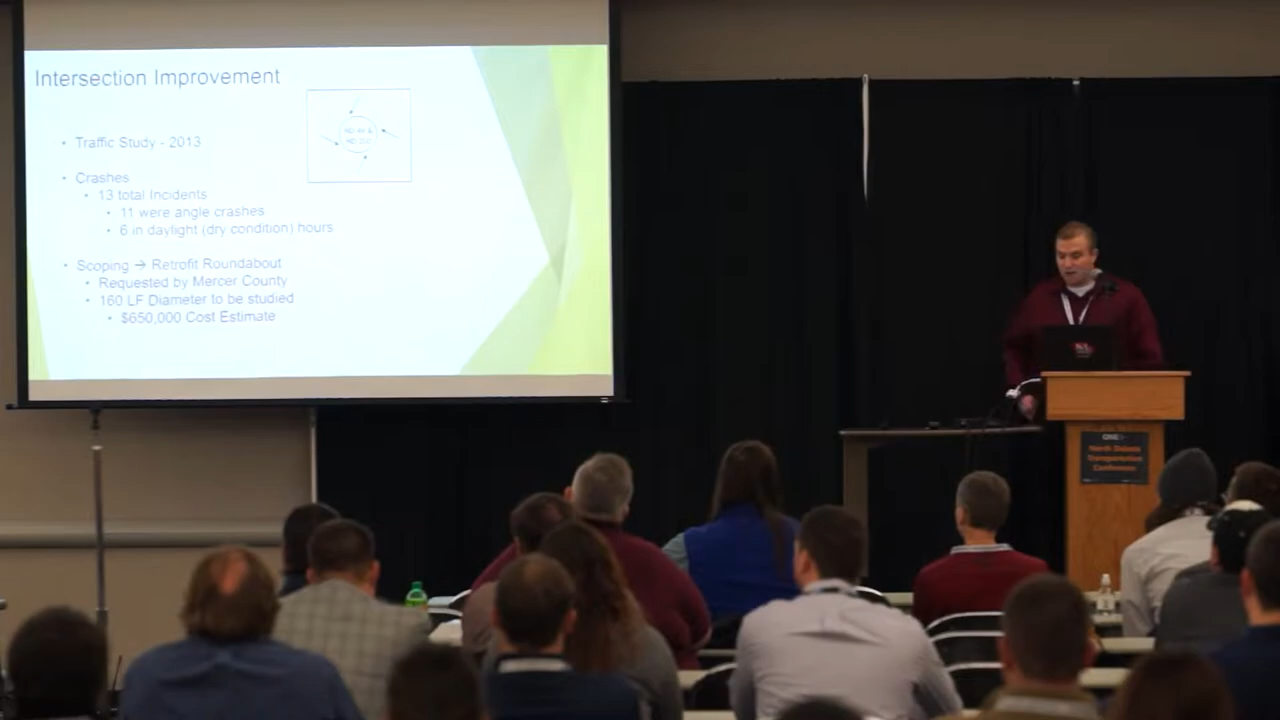 Intersection Improvement
• Traffic Study - 2013
• Crashes
• 13 total Incidents
• 11 were angle crashes
• 6 in daylight (dry condition) hours
• Scoping → Retrofit Roundabout
• Requested by Mercer County
• 160 LF Diameter to be studied
• $650,000 Cost Estimate
North Dakota
Transportation
Conference